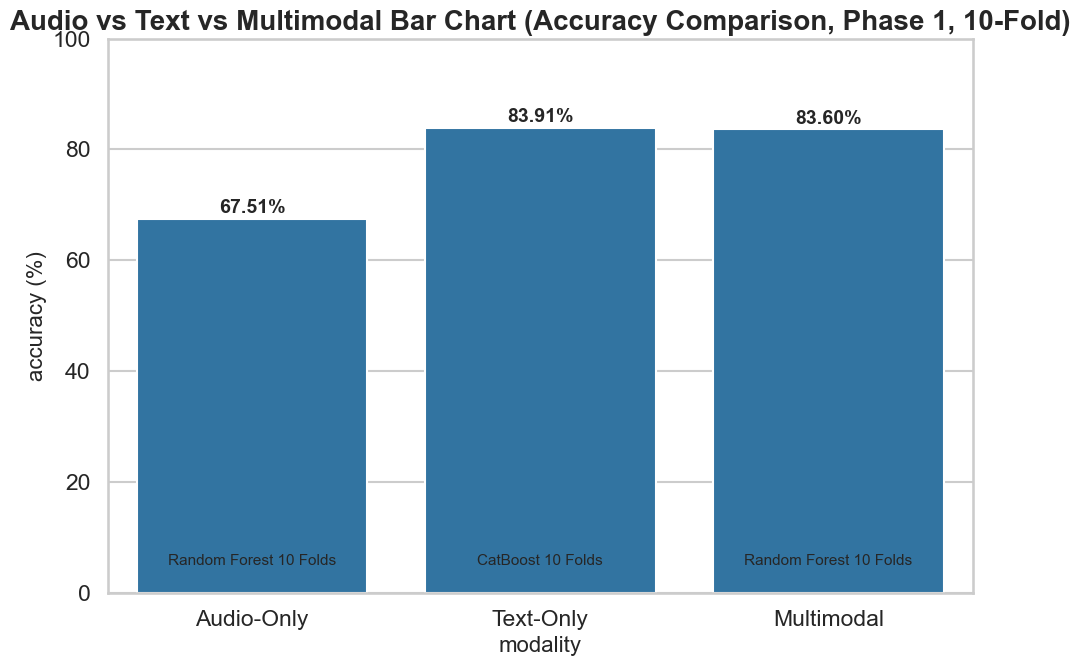 Audio vs Text vs Multimodal Bar Chart (Accuracy Comparison, Phase 1, 10-Fold)
100
80
60
40
20
0
accuracy (%)
67.51%
83.91%
83.60%
Random Forest 10 Folds
CatBoost 10 Folds
Random Forest 10 Folds
Audio-Only
Text-Only
Multimodal
modality